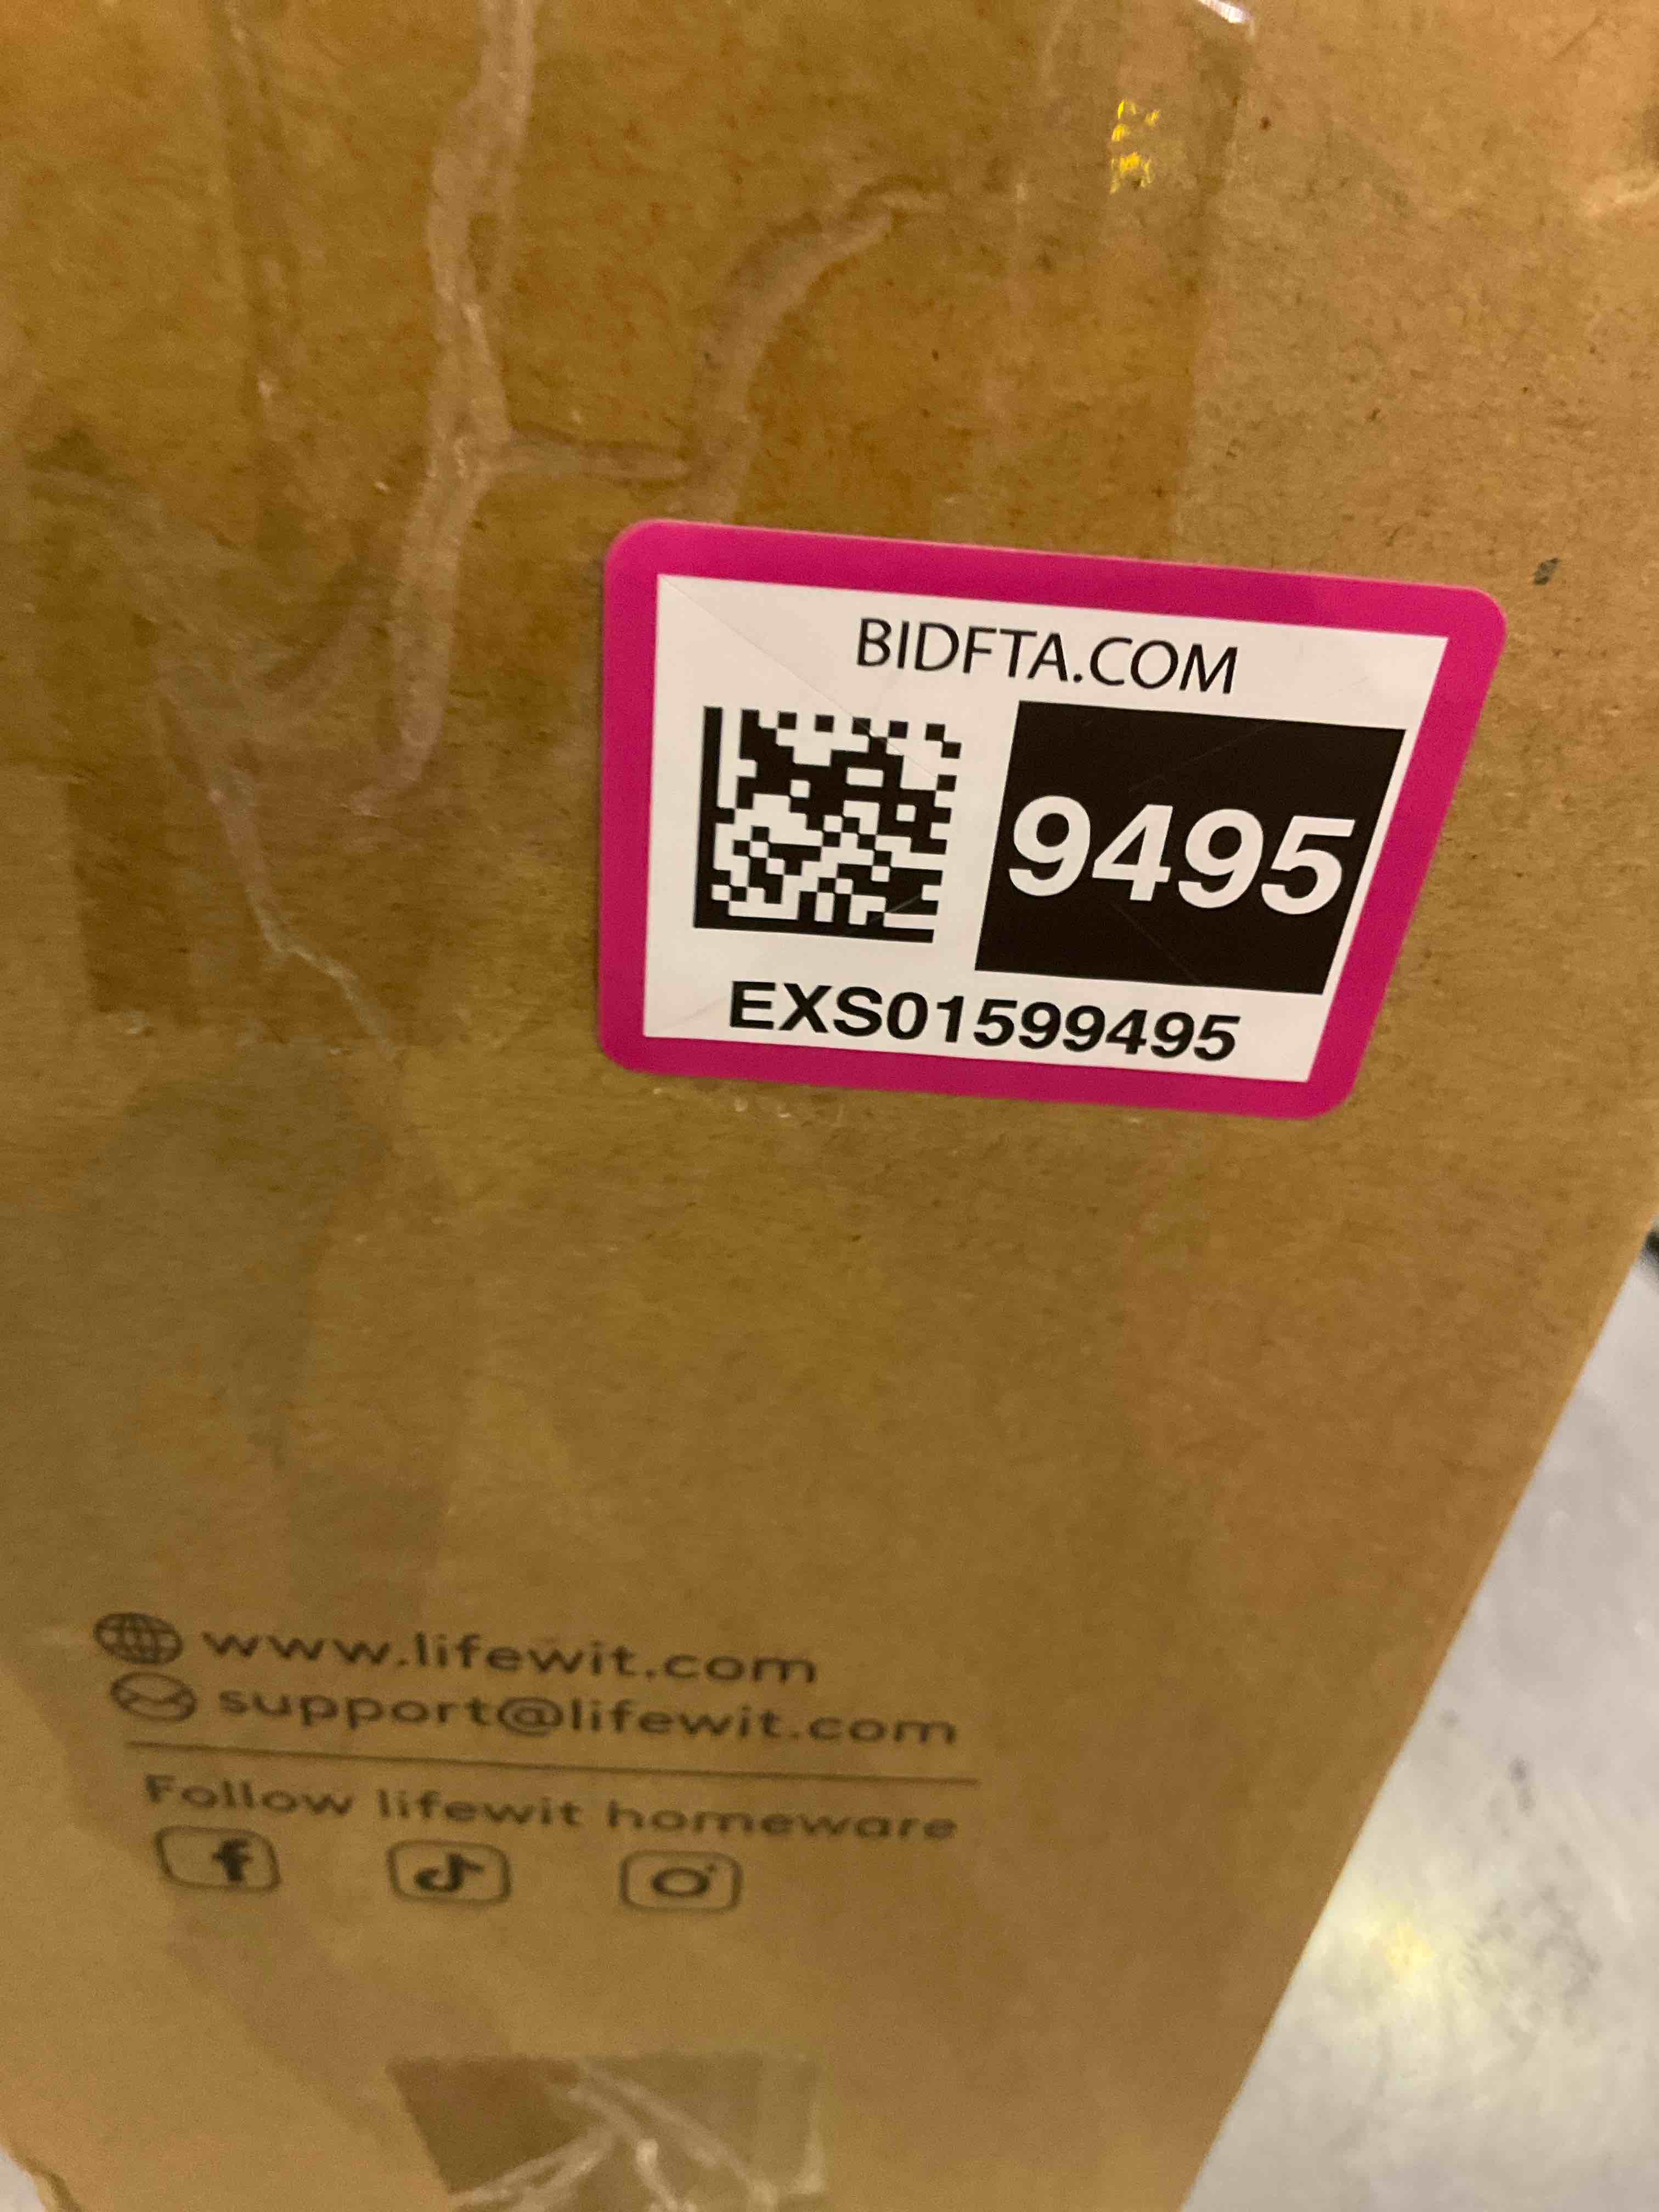 BIDFTA.COM
9495
EXS01599495
www.lifewit.com
support@lifewit.com
Follow lifewit homeware